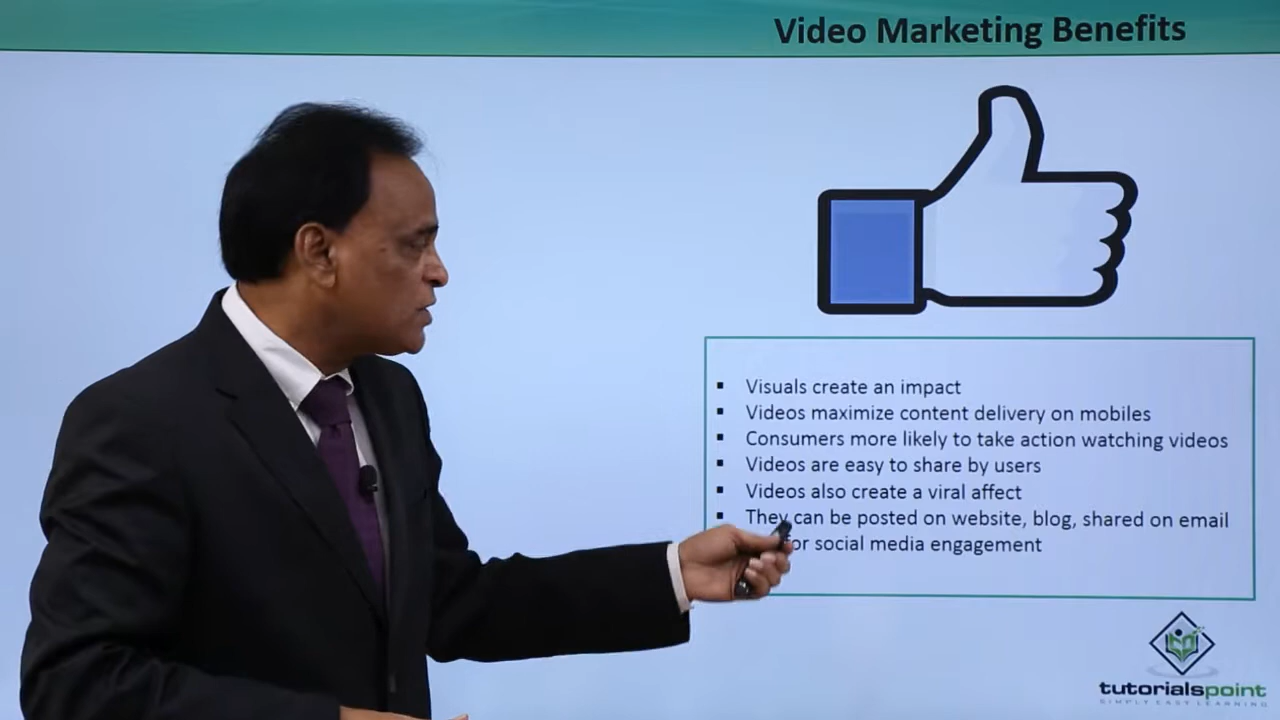 Video Marketing Benefits
▪ Visuals create an impact
▪ Videos maximize content delivery on mobiles
▪ Consumers more likely to take action watching videos
▪ Videos are easy to share by users
▪ Videos also create a viral affect
▪ They can be posted on website, blog, shared on email
or social media engagement
tutorialspoint
SIMPLY EASY LEARNING